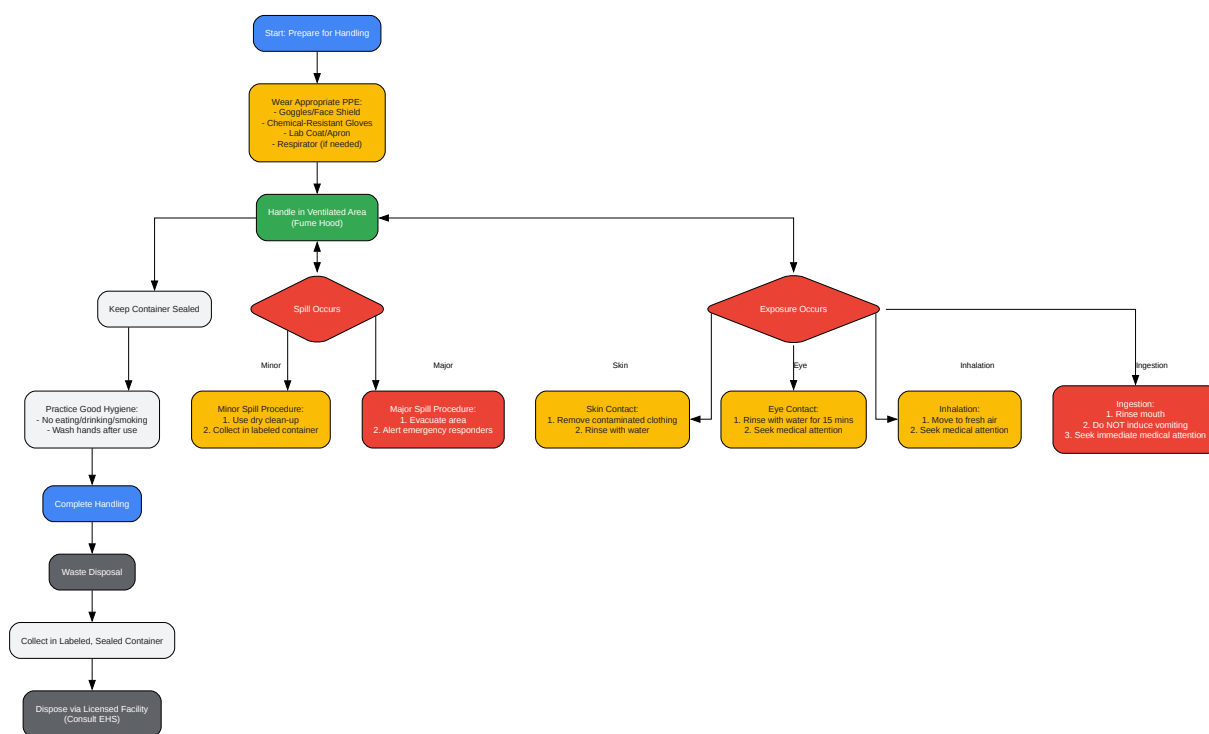 Start: Prepare for Handling
Wear Appropriate PPE:
- Goggles/Face Shield
- Chemical-Resistant Gloves
- Lab Coat/Apron
- Respirator (if needed)
Handle in Ventilated Area
(Fume Hood)
Keep Container Sealed
Spill Occurs
Exposure Occurs
Minor
Major
Skin
Eye
Inhalation
Ingestion
Practice Good Hygiene:
- No eating/drinking/smoking
- Wash hands after use
Minor Spill Procedure:
1. Use dry clean-up
2. Collect in labeled container
Major Spill Procedure:
1. Evacuate area
2. Alert emergency responders
Skin Contact:
1. Remove contaminated clothing
2. Rinse with water
Eye Contact:
1. Rinse with water for 15 mins
2. Seek medical attention
Inhalation:
1. Move to fresh air
2. Seek medical attention
Ingestion:
1. Rinse mouth
2. Do NOT induce vomiting
3. Seek immediate medical attention
Complete Handling
Waste Disposal
Collect in Labeled, Sealed Container
Dispose via Licensed Facility
(Consult EHS)